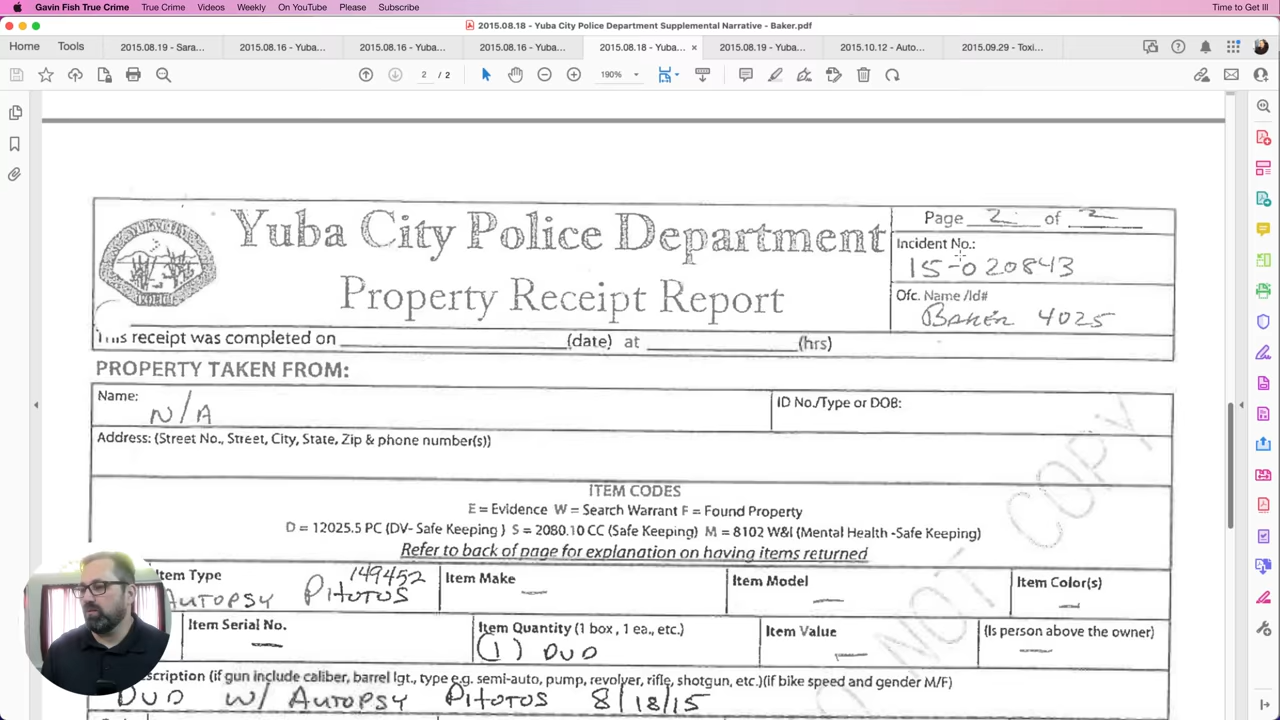 Gavin Fish True Crime True Crime Videos Weekly On YouTube Please Subscribe Time to Get Ill
2015.08.18 - Yuba City Police Department Supplemental Narrative - Baker.pdf
Home Tools 2015.08.19 - Sara... 2015.08.16 - Yuba... 2015.08.16 - Yuba... 2015.08.16 - Yuba... 2015.08.18 - Yuba... × 2015.08.19 - Yuba... 2015.10.12 - Auto... 2015.09.29 - Toxi...
2 / 2 190%
Yuba City Police Department
Property Receipt Report
Page 2 of 2
Incident No.:
15-020843
Ofc. Name /Id#
BAKER 4025
This receipt was completed on ____ (date) at ____ (hrs)
PROPERTY TAKEN FROM:
Name:
N/A
ID No./Type or DOB:
Address: (Street No., Street, City, State, Zip & phone number(s))
ITEM CODES
E = Evidence W = Search Warrant F = Found Property
D = 12025.5 PC (DV- Safe Keeping ) S = 2080.10 CC (Safe Keeping) M = 8102 W&I (Mental Health -Safe Keeping)
Refer to back of page for explanation on having items returned
Item Type 149452
AUTOPSY PHOTOS
Item Make
—
Item Model
—
Item Color(s)
—
Item Serial No.
—
Item Quantity (1 box , 1 ea., etc.)
(1) DVD
Item Value
—
(Is person above the owner)
—
scription (if gun include caliber, barrel lgt., type e.g. semi-auto, pump, revolver, rifle, shotgun, etc.)(if bike speed and gender M/F)
DVD W/ AUTOPSY PHOTOS 8/18/15
NOT COPY